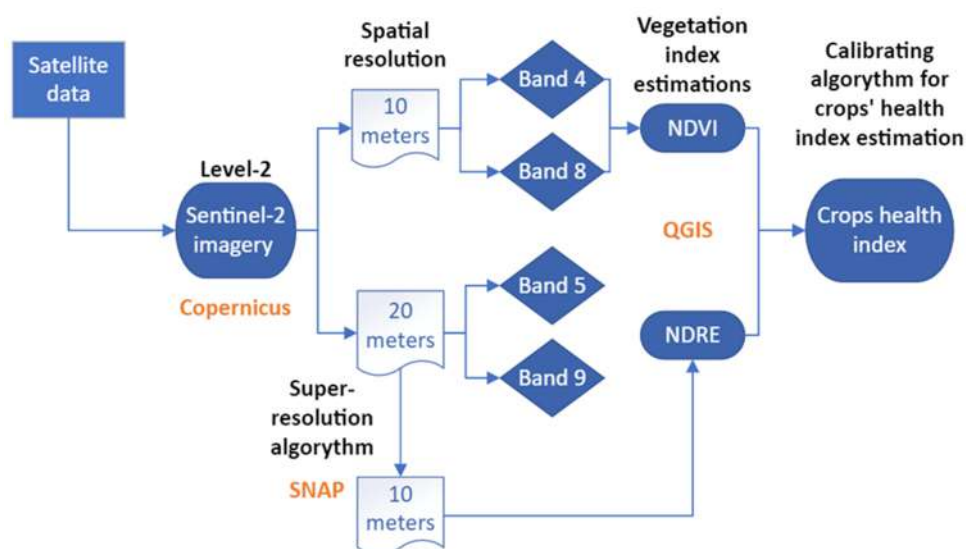 Satellite
data
Level-2
Sentinel-2
imagery
Copernicus
Spatial
resolution
10
meters
Band 4
Band 8
20
meters
Band 5
Band 9
Super-
resolution
algorythm
SNAP
10
meters
Vegetation
index
estimations
NDVI
QGIS
NDRE
Calibrating
algorythm for
crops' health
index estimation
Crops health
index